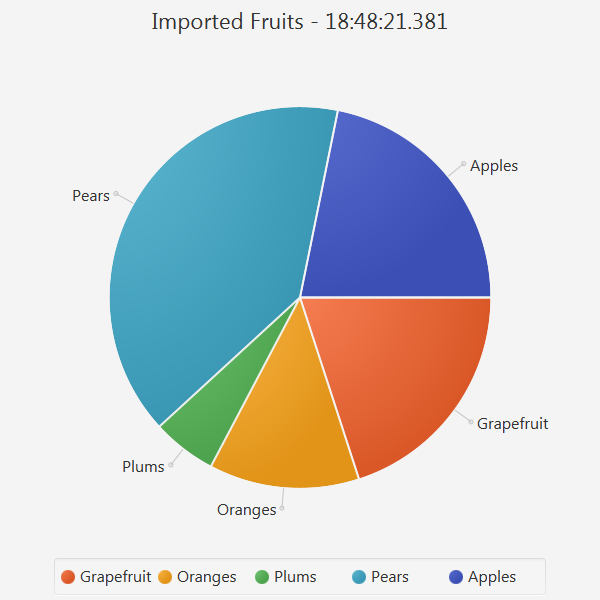 Imported Fruits - 18:48:21.381
Apples
Pears
Grapefruit
Plums
Oranges
Grapefruit Oranges Plums Pears Apples